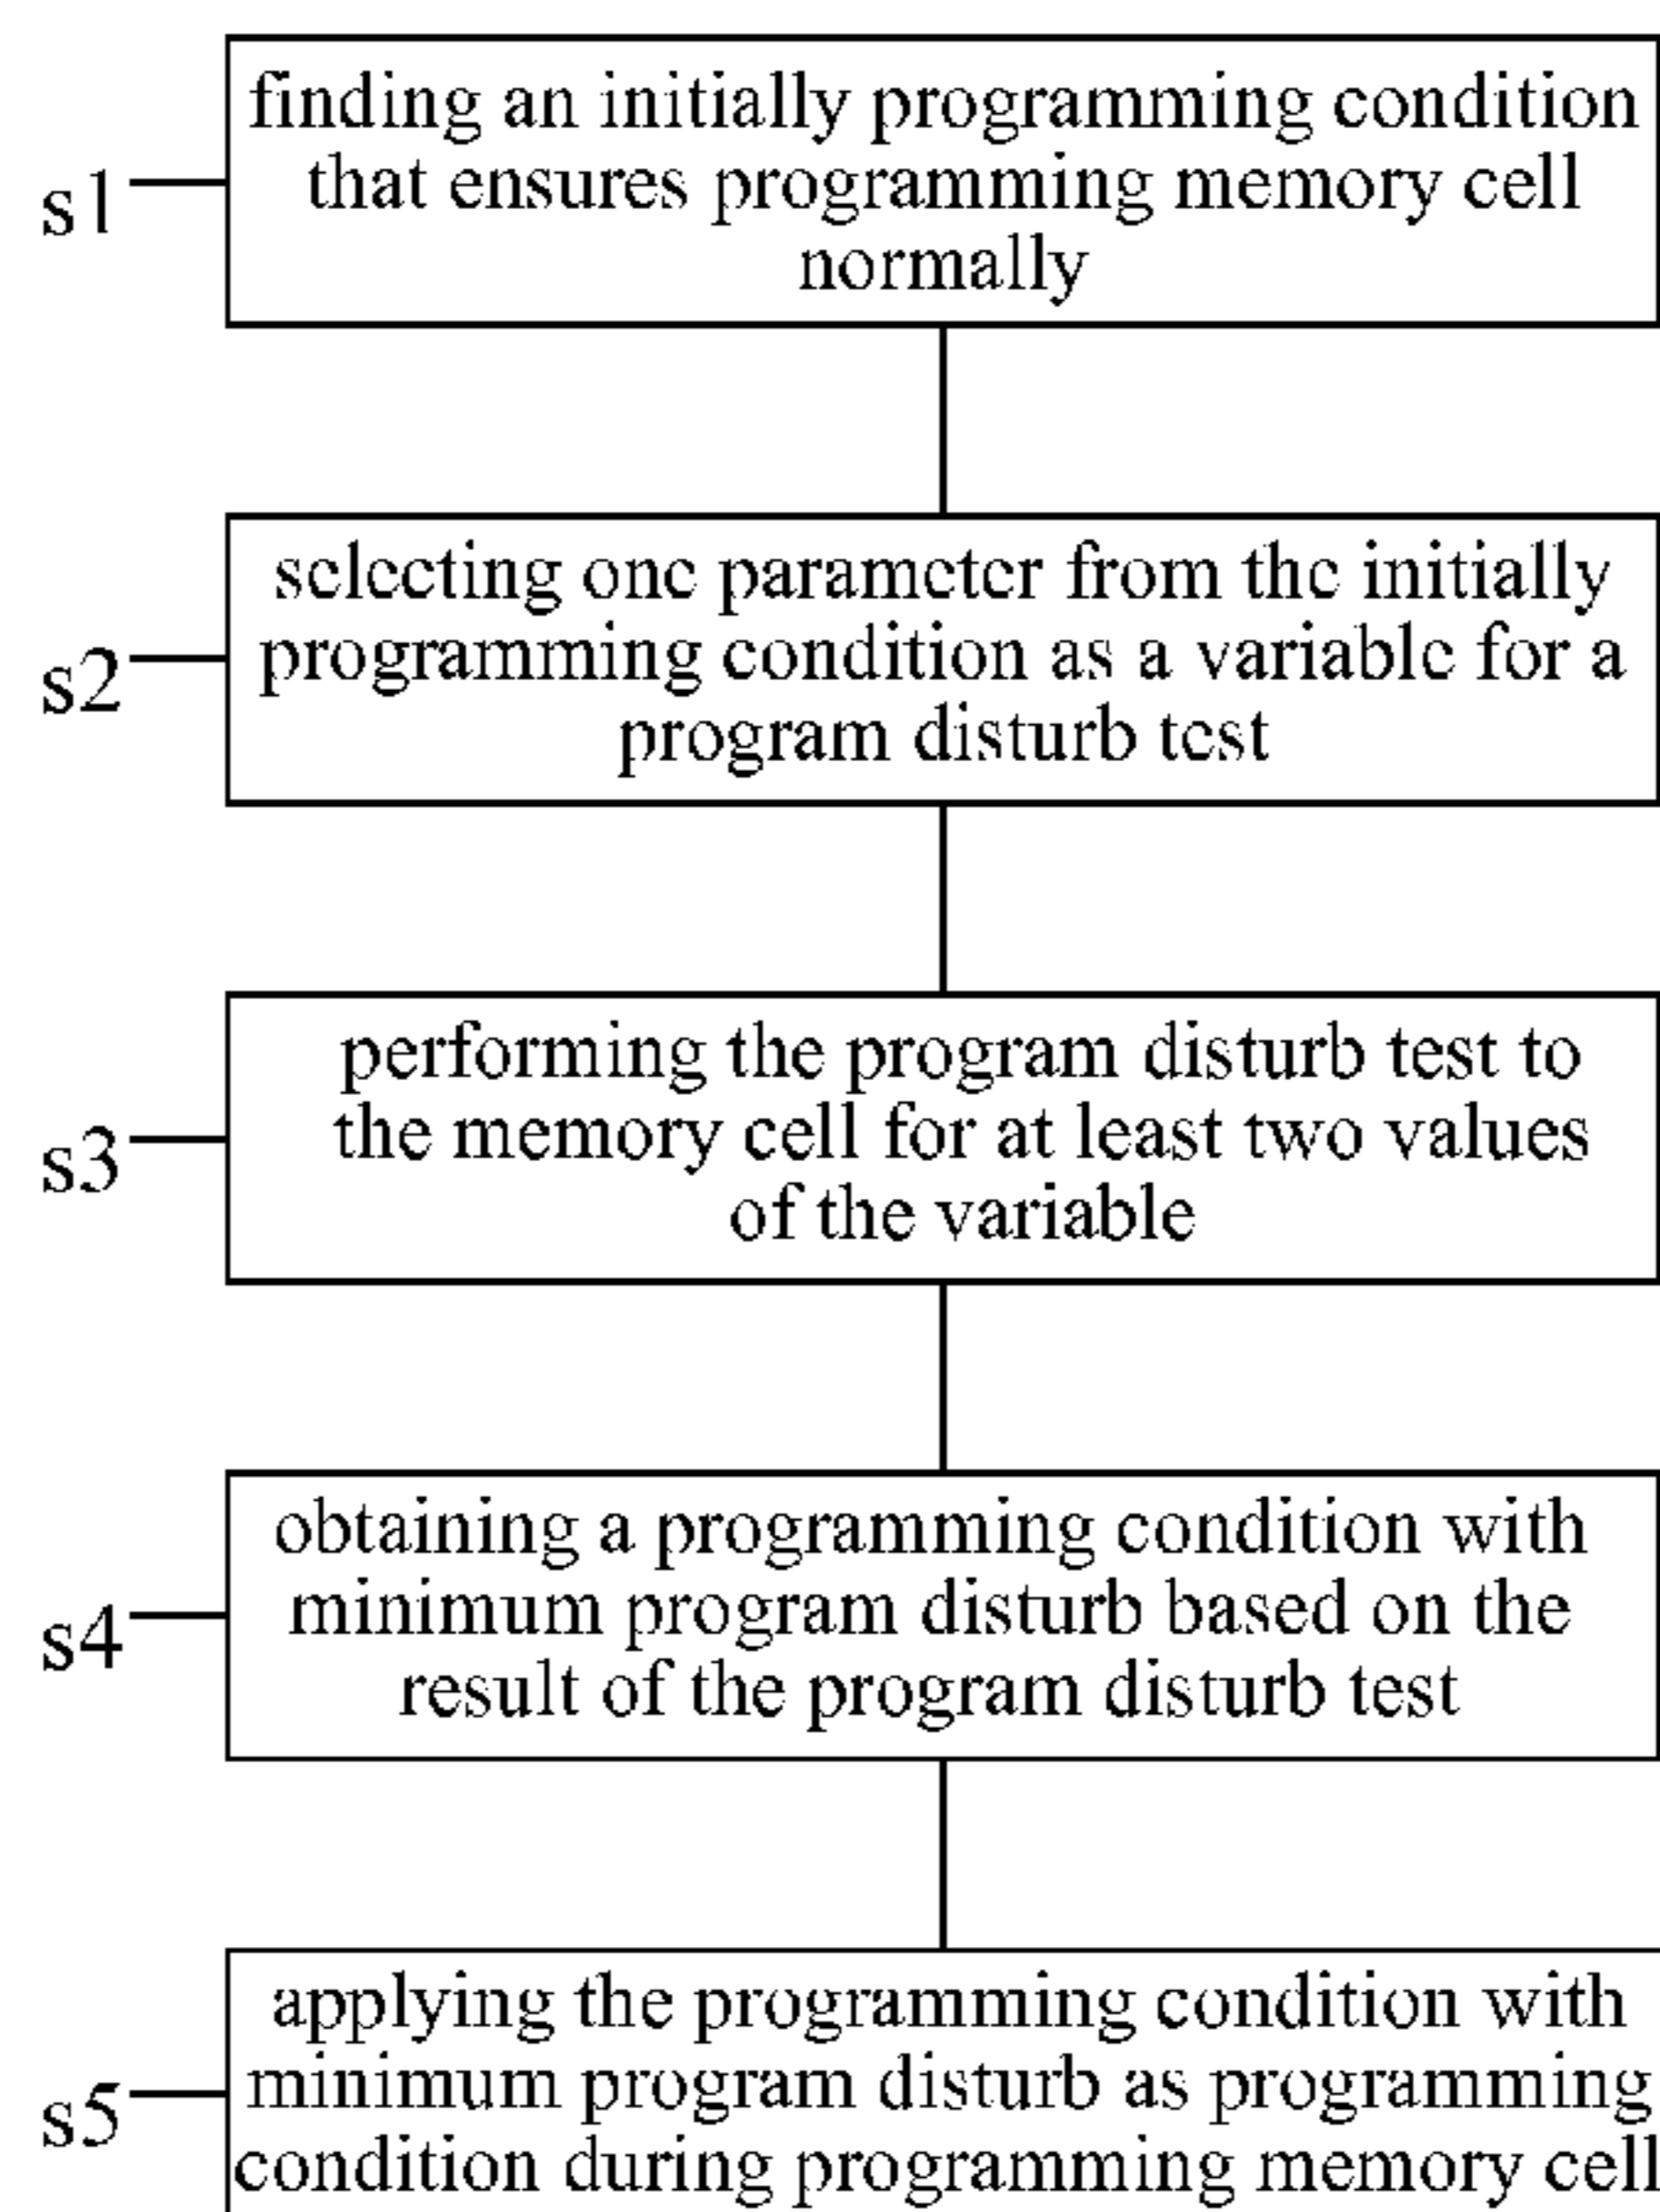 finding an initially programming condition
that ensures programming memory cell
normally
s1
selecting one parameter from the initially
programming condition as a variable for a
program disturb test
s2
performing the program disturb test to
the memory cell for at least two values
of the variable
s3
obtaining a programming condition with
minimum program disturb based on the
result of the program disturb test
s4
applying the programming condition with
minimum program disturb as programming
condition during programming memory cell
s5